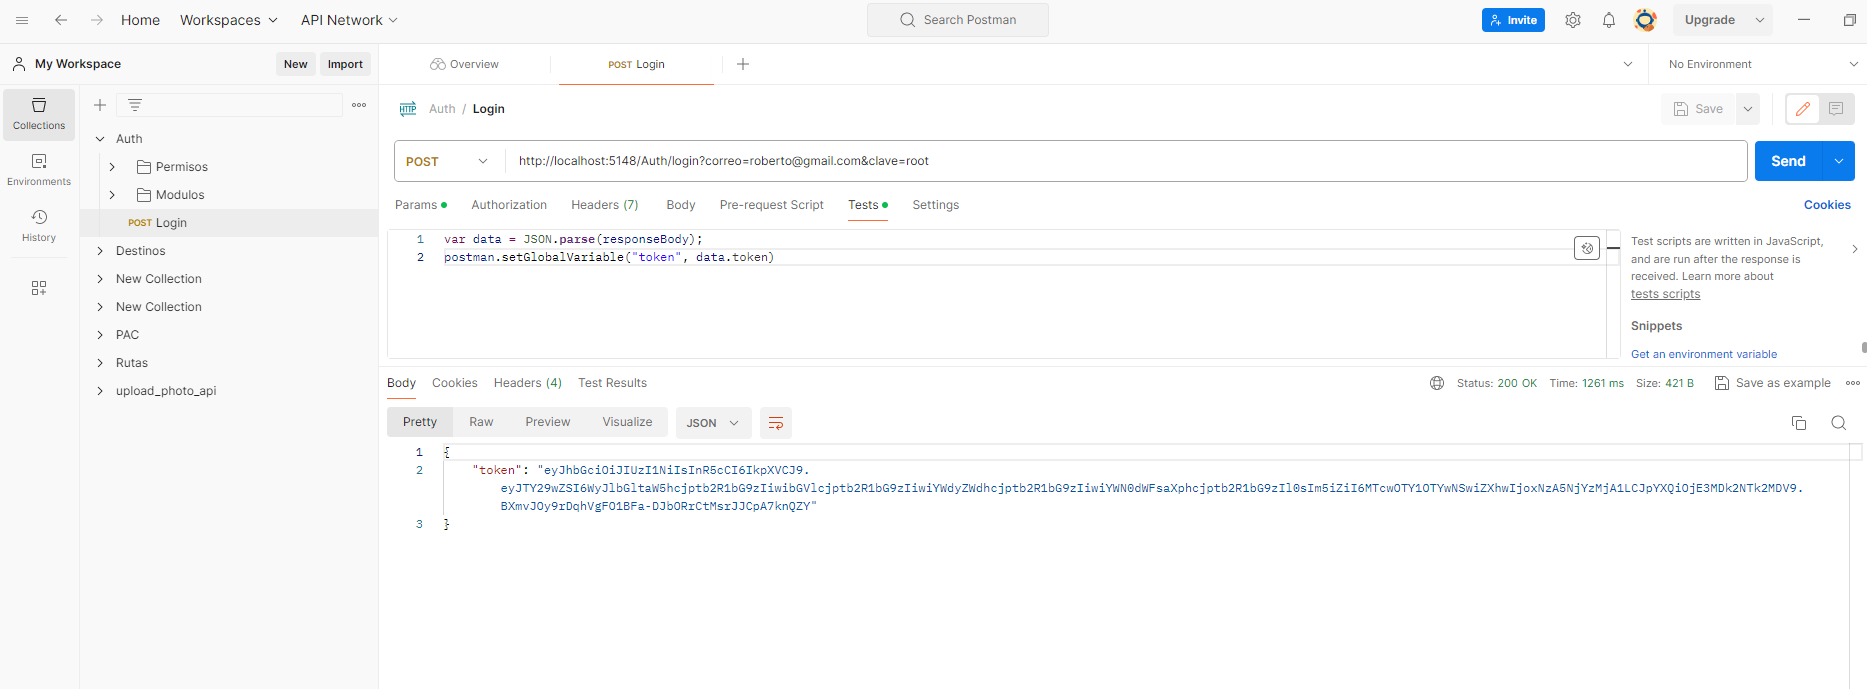 Home Workspaces API Network Search Postman Invite Upgrade
My Workspace New Import Overview POST Login No Environment
Collections
Environments
History
Auth
Permisos
Modulos
POST Login
Destinos
New Collection
New Collection
PAC
Rutas
upload_photo_api
HTTP Auth / Login Save
POST http://localhost:5148/Auth/login?correo=roberto@gmail.com&clave=root Send
Params Authorization Headers (7) Body Pre-request Script Tests Settings Cookies
1 var data = JSON.parse(responseBody);
2 postman.setGlobalVariable("token", data.token)
Test scripts are written in JavaScript,
and are run after the response is
received. Learn more about
tests scripts
Snippets
Get an environment variable
Body Cookies Headers (4) Test Results Status: 200 OK Time: 1261 ms Size: 421 B Save as example
Pretty Raw Preview Visualize JSON
1 {
2 "token": "eyJhbGciOiJIUzI1NiIsInR5cCI6IkpXVCJ9.
eyJTY29wZSI6WyJlbGltaW5hcjptb2R1bG9zIiwibGVlcjptb2R1bG9zIiwiYWdyZWdhcjptb2R1bG9zIiwiYWN0dWFsaXphcjptb2R1bG9zIl0sIm5iZiI6MTcwOTY1OTYwNSwiZXhwIjoxNzA5NjYzMjA1LCJpYXQiOjE3MDk2NTk2MDV9.
BXmvJOy9rDqhVgFO1BFa-DJbORrCtMsrJJCpA7knQZY"
3 }